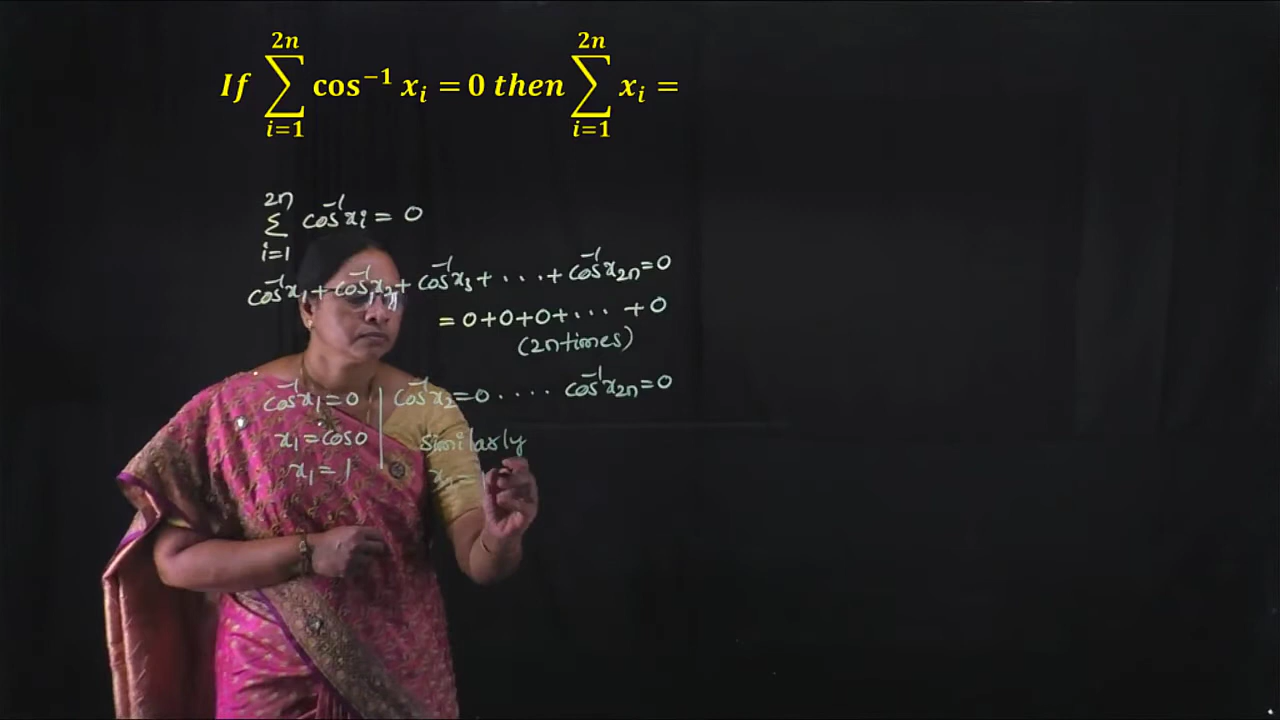 If ∑_{i=1}^{2n} cos⁻¹ xᵢ = 0 then ∑_{i=1}^{2n} xᵢ =
∑_{i=1}^{2n} cos⁻¹xi = 0
cos⁻¹x₁ + cos⁻¹x₂ + cos⁻¹x₃ + ... + cos⁻¹x₂ₙ = 0
= 0+0+0+... +0
(2n times)
cos⁻¹x₁ = 0 | cos⁻¹x₂ = 0 .... cos⁻¹x₂ₙ = 0
x₁ = cos0 | similarly
x₁ = 1